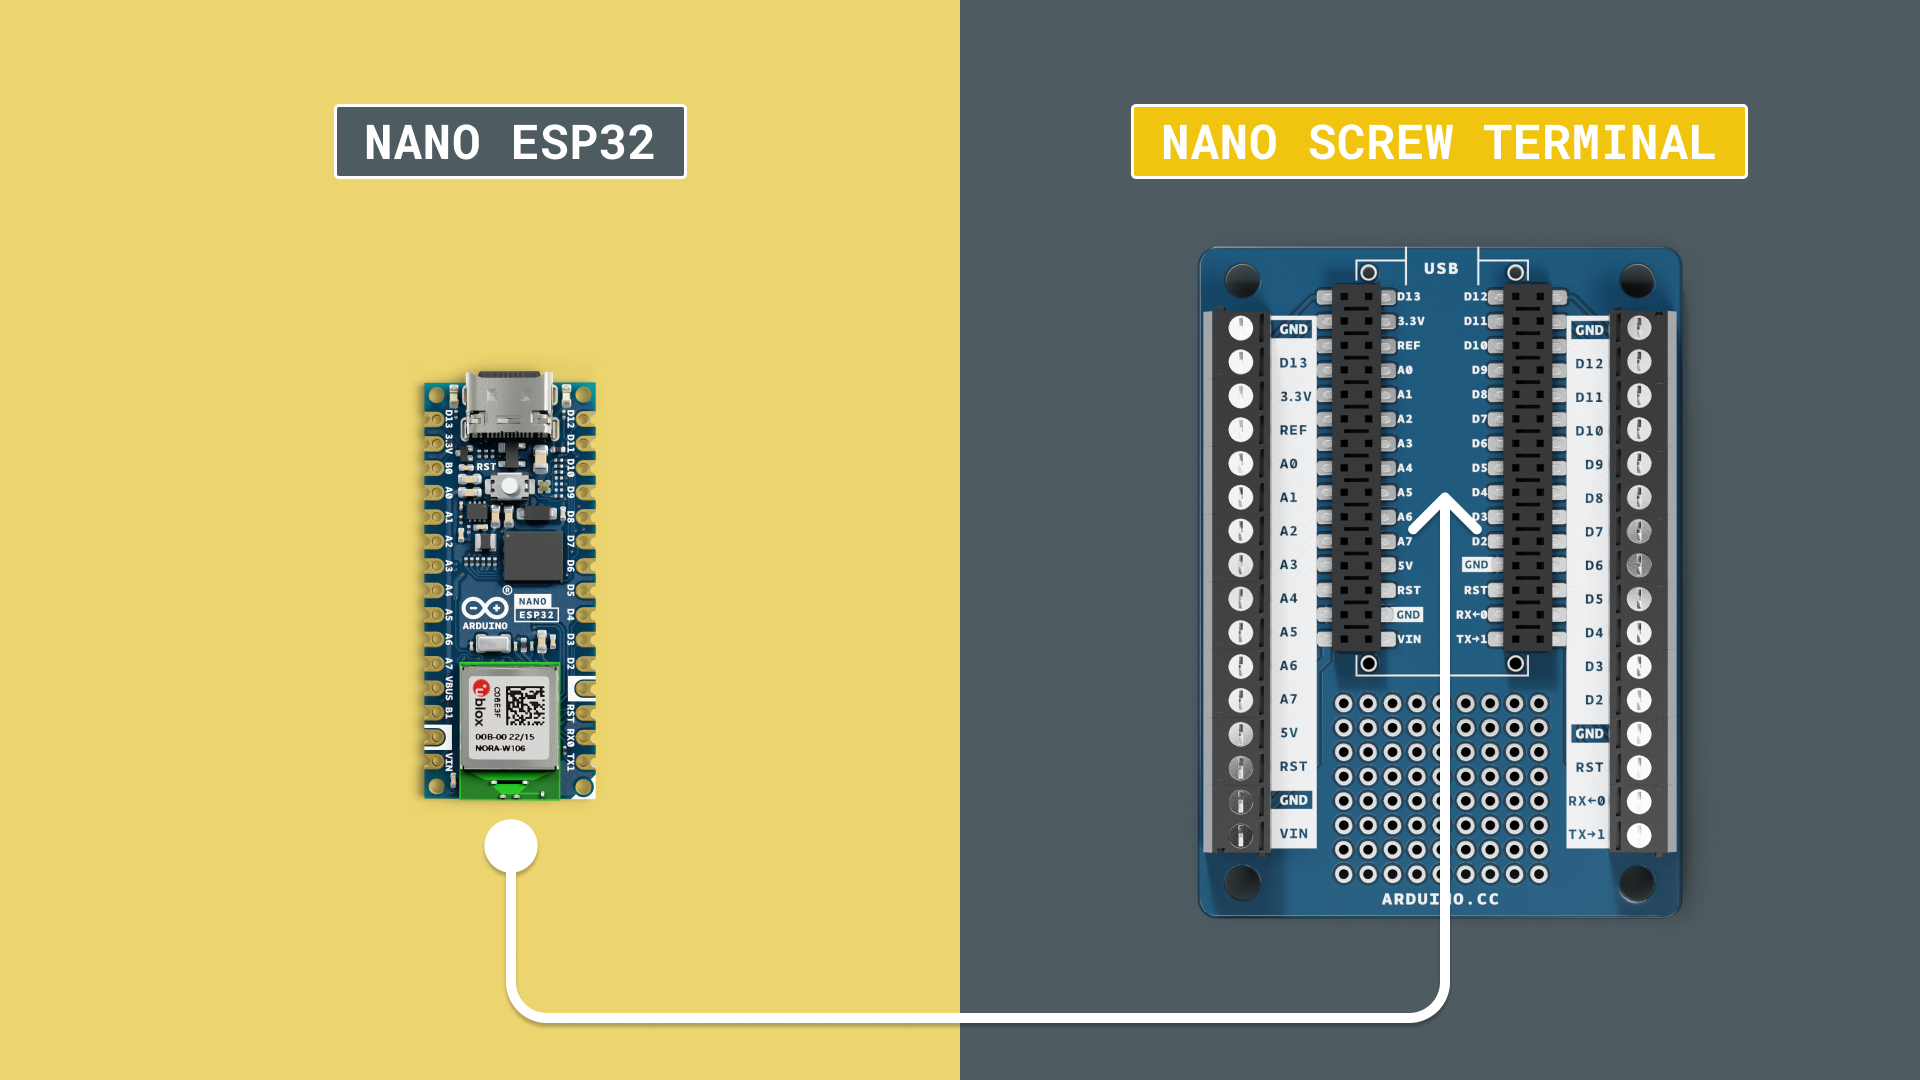 NANO ESP32
NANO SCREW TERMINAL
D13
3.3V
B0
A0
A1
A2
A3
A4
A5
A6
A7
VBUS
B1
VIN
RST
D12
D11
D10
D9
D8
D7
D6
D5
D4
D3
D2
RST
RX0
TX1
®
NANO
ESP32
ARDUINO
ublox
C06E3F
00B-00 22/15
NORA-W106
USB
GND
D13
3.3V
REF
A0
A1
A2
A3
A4
A5
A6
A7
5V
RST
GND
VIN
D13
3.3V
REF
A0
A1
A2
A3
A4
A5
A6
A7
5V
RST
GND
VIN
D12
D11
D10
D9
D8
D7
D6
D5
D4
D3
D2
GND
RST
RX←0
TX→1
GND
D12
D11
D10
D9
D8
D7
D6
D5
D4
D3
D2
GND
RST
RX←0
TX→1
ARDUINO.CC